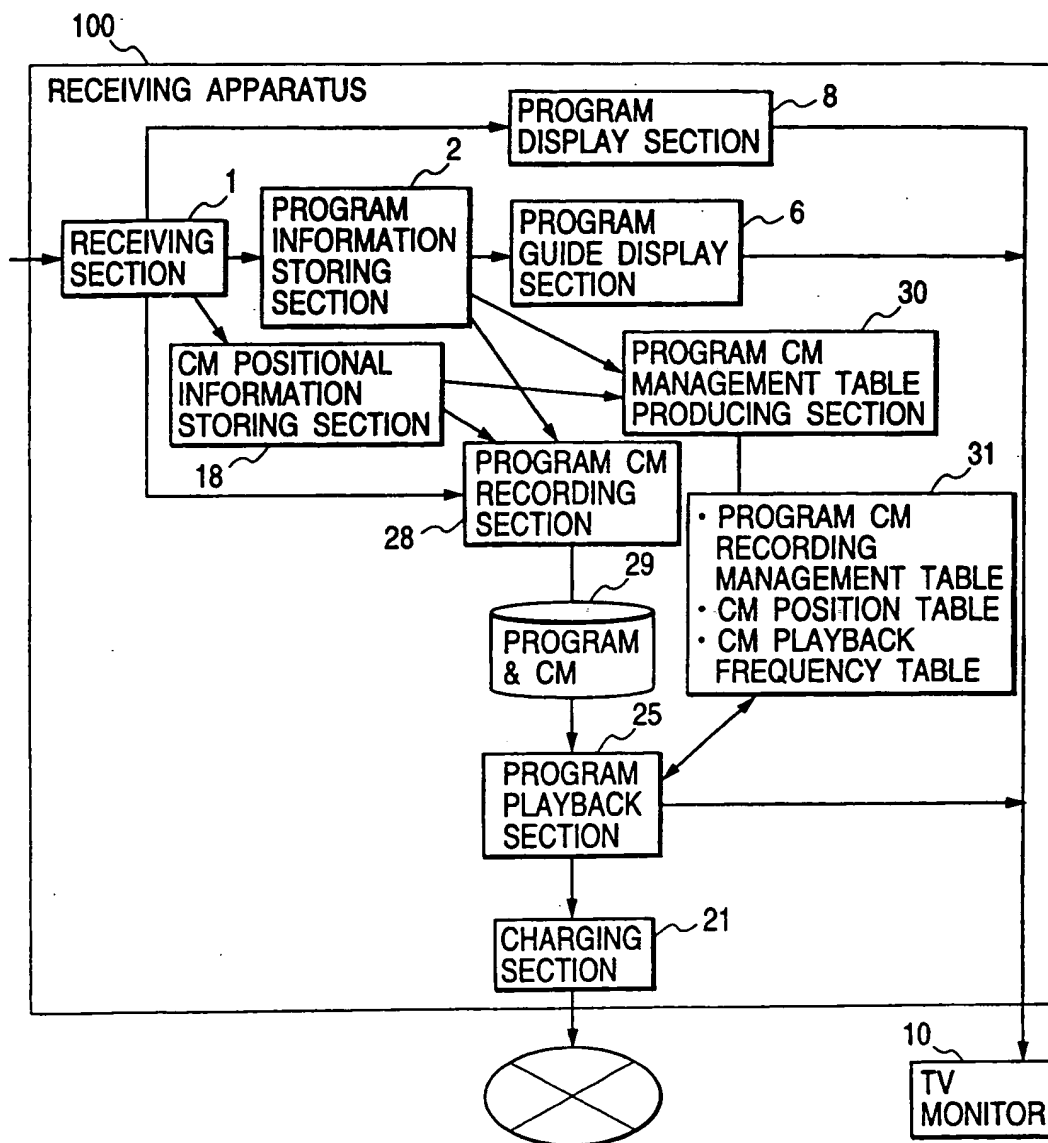 100
RECEIVING APPARATUS
8
PROGRAM
DISPLAY SECTION
2
PROGRAM
INFORMATION
STORING
SECTION
1
RECEIVING
SECTION
6
PROGRAM
GUIDE DISPLAY
SECTION
30
PROGRAM CM
MANAGEMENT TABLE
PRODUCING SECTION
CM POSITIONAL
INFORMATION
STORING SECTION
18
PROGRAM CM
RECORDING
SECTION
28
31
• PROGRAM CM
RECORDING
MANAGEMENT TABLE
• CM POSITION TABLE
• CM PLAYBACK
FREQUENCY TABLE
29
PROGRAM
& CM
25
PROGRAM
PLAYBACK
SECTION
21
CHARGING
SECTION
10
TV
MONITOR